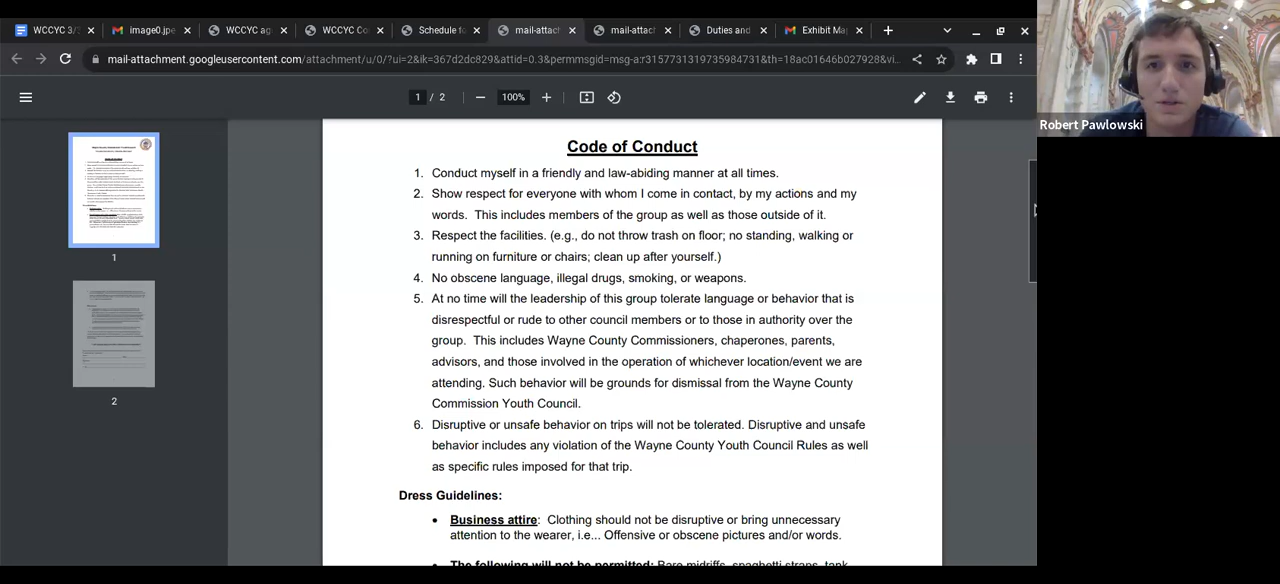 WCCYC 3/
image0.jpe
WCCYC ag
WCCYC Co
Schedule fo
mail-attach
mail-attach
Duties and
Exhibit Ma
mail-attachment.googleusercontent.com/attachment/u/0/?ui=2&ik=367d2dc829&attid=0.3&permmsgid=msg-a:r3157731319735984731&th=18ac01646b027928&vi...
1 / 2
100%
Robert Pawlowski
1
2
Code of Conduct
1. Conduct myself in a friendly and law-abiding manner at all times.
2. Show respect for everyone with whom I come in contact, by my actions and my
words. This includes members of the group as well as those outside of it.
3. Respect the facilities. (e.g., do not throw trash on floor; no standing, walking or
running on furniture or chairs; clean up after yourself.)
4. No obscene language, illegal drugs, smoking, or weapons.
5. At no time will the leadership of this group tolerate language or behavior that is
disrespectful or rude to other council members or to those in authority over the
group. This includes Wayne County Commissioners, chaperones, parents,
advisors, and those involved in the operation of whichever location/event we are
attending. Such behavior will be grounds for dismissal from the Wayne County
Commission Youth Council.
6. Disruptive or unsafe behavior on trips will not be tolerated. Disruptive and unsafe
behavior includes any violation of the Wayne County Youth Council Rules as well
as specific rules imposed for that trip.
Dress Guidelines:
• Business attire: Clothing should not be disruptive or bring unnecessary
attention to the wearer, i.e... Offensive or obscene pictures and/or words.
• The following will not be permitted: Bare midriffs, spaghetti straps, tank